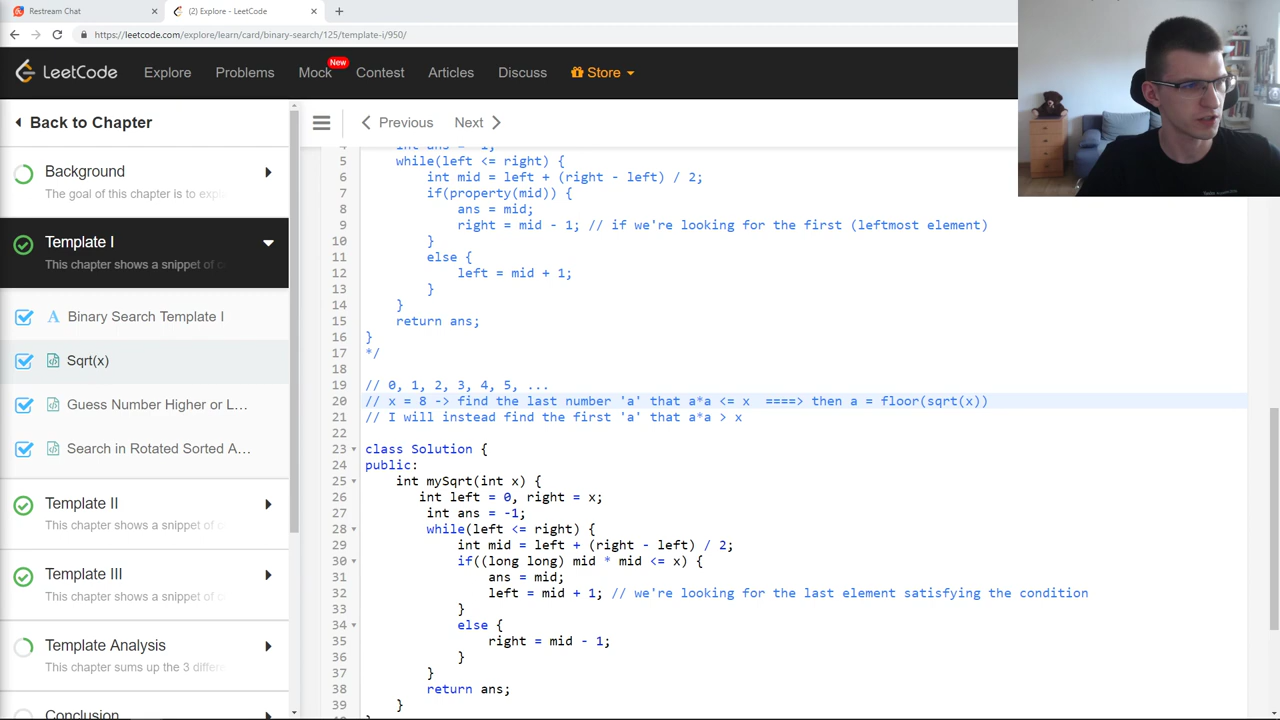 Restream Chat
(2) Explore - LeetCode
https://leetcode.com/explore/learn/card/binary-search/125/template-i/950/
LeetCode
Explore
Problems
Mock
New
Contest
Articles
Discuss
Store
Back to Chapter
Previous
Next
Background
The goal of this chapter is to expl
Template I
This chapter shows a snippet of c
Binary Search Template I
Sqrt(x)
Guess Number Higher or L...
Search in Rotated Sorted A...
Template II
This chapter shows a snippet of c
Template III
This chapter shows a snippet of c
Template Analysis
This chapter sums up the 3 differ
Conclusion
4 int ans = -1;
5 while(left <= right) {
6 int mid = left + (right - left) / 2;
7 if(property(mid)) {
8 ans = mid;
9 right = mid - 1; // if we're looking for the first (leftmost element)
10 }
11 else {
12 left = mid + 1;
13 }
14 }
15 return ans;
16 }
17 */
18
19 // 0, 1, 2, 3, 4, 5, ...
20 // x = 8 -> find the last number 'a' that a*a <= x ====> then a = floor(sqrt(x))
21 // I will instead find the first 'a' that a*a > x
22
23 class Solution {
24 public:
25 int mySqrt(int x) {
26 int left = 0, right = x;
27 int ans = -1;
28 while(left <= right) {
29 int mid = left + (right - left) / 2;
30 if((long long) mid * mid <= x) {
31 ans = mid;
32 left = mid + 1; // we're looking for the last element satisfying the condition
33 }
34 else {
35 right = mid - 1;
36 }
37 }
38 return ans;
39 }